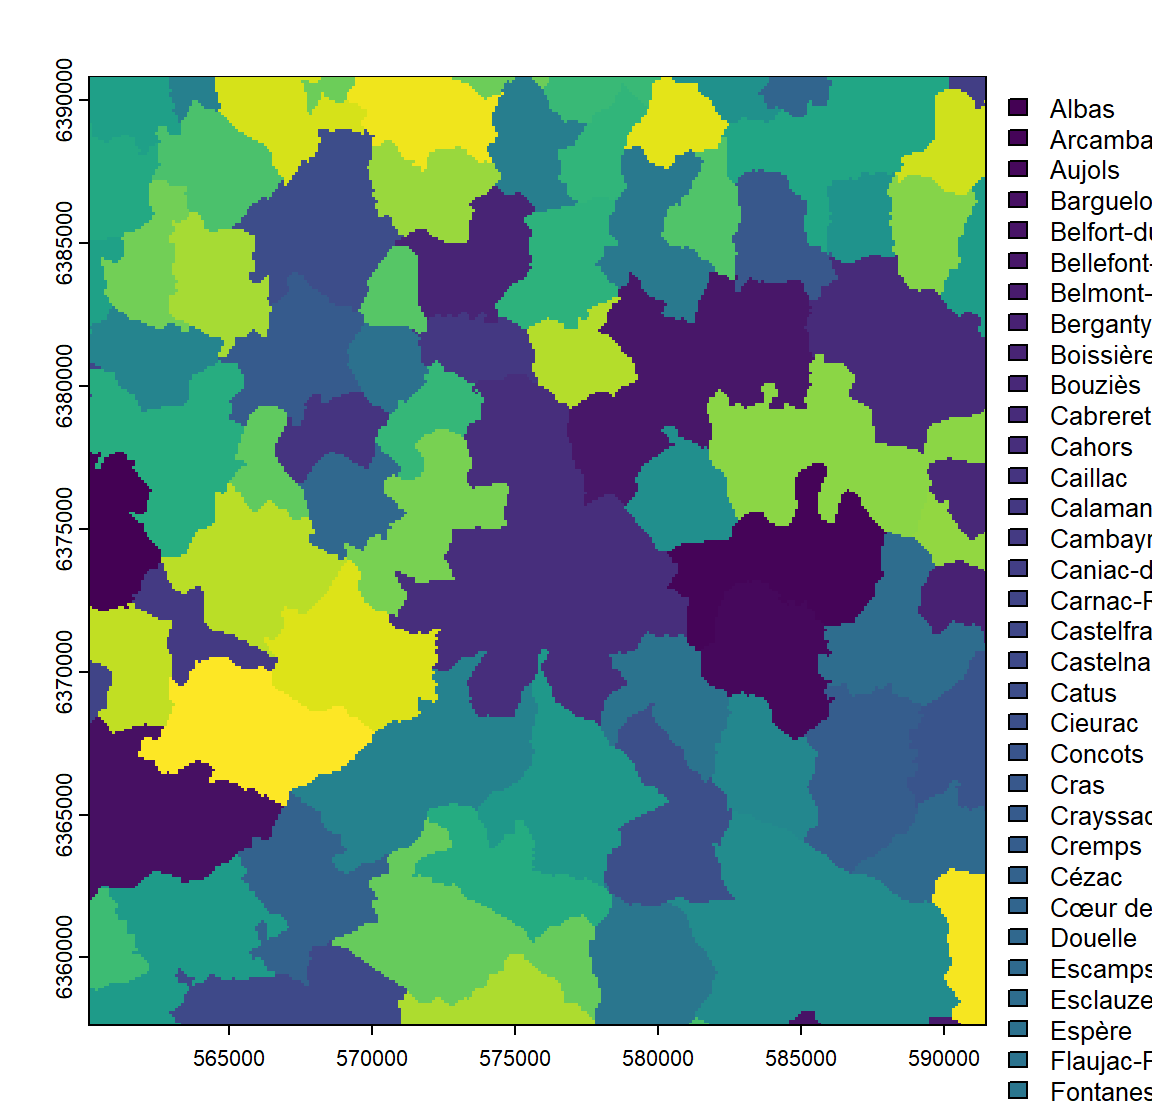 6390000
6385000
6380000
6375000
6370000
6365000
6360000
565000 570000 575000 580000 585000 590000
Albas
Arcamba
Aujols
Barguelo
Belfort-du
Bellefont-
Belmont-
Berganty
Boissière
Bouziès
Cabreret
Cahors
Caillac
Calaman
Cambayr
Caniac-d
Carnac-R
Castelfra
Castelna
Catus
Cieurac
Concots
Cras
Crayssac
Cremps
Cézac
Cœur de
Douelle
Escamps
Esclauze
Espère
Flaujac-P
Fontanes